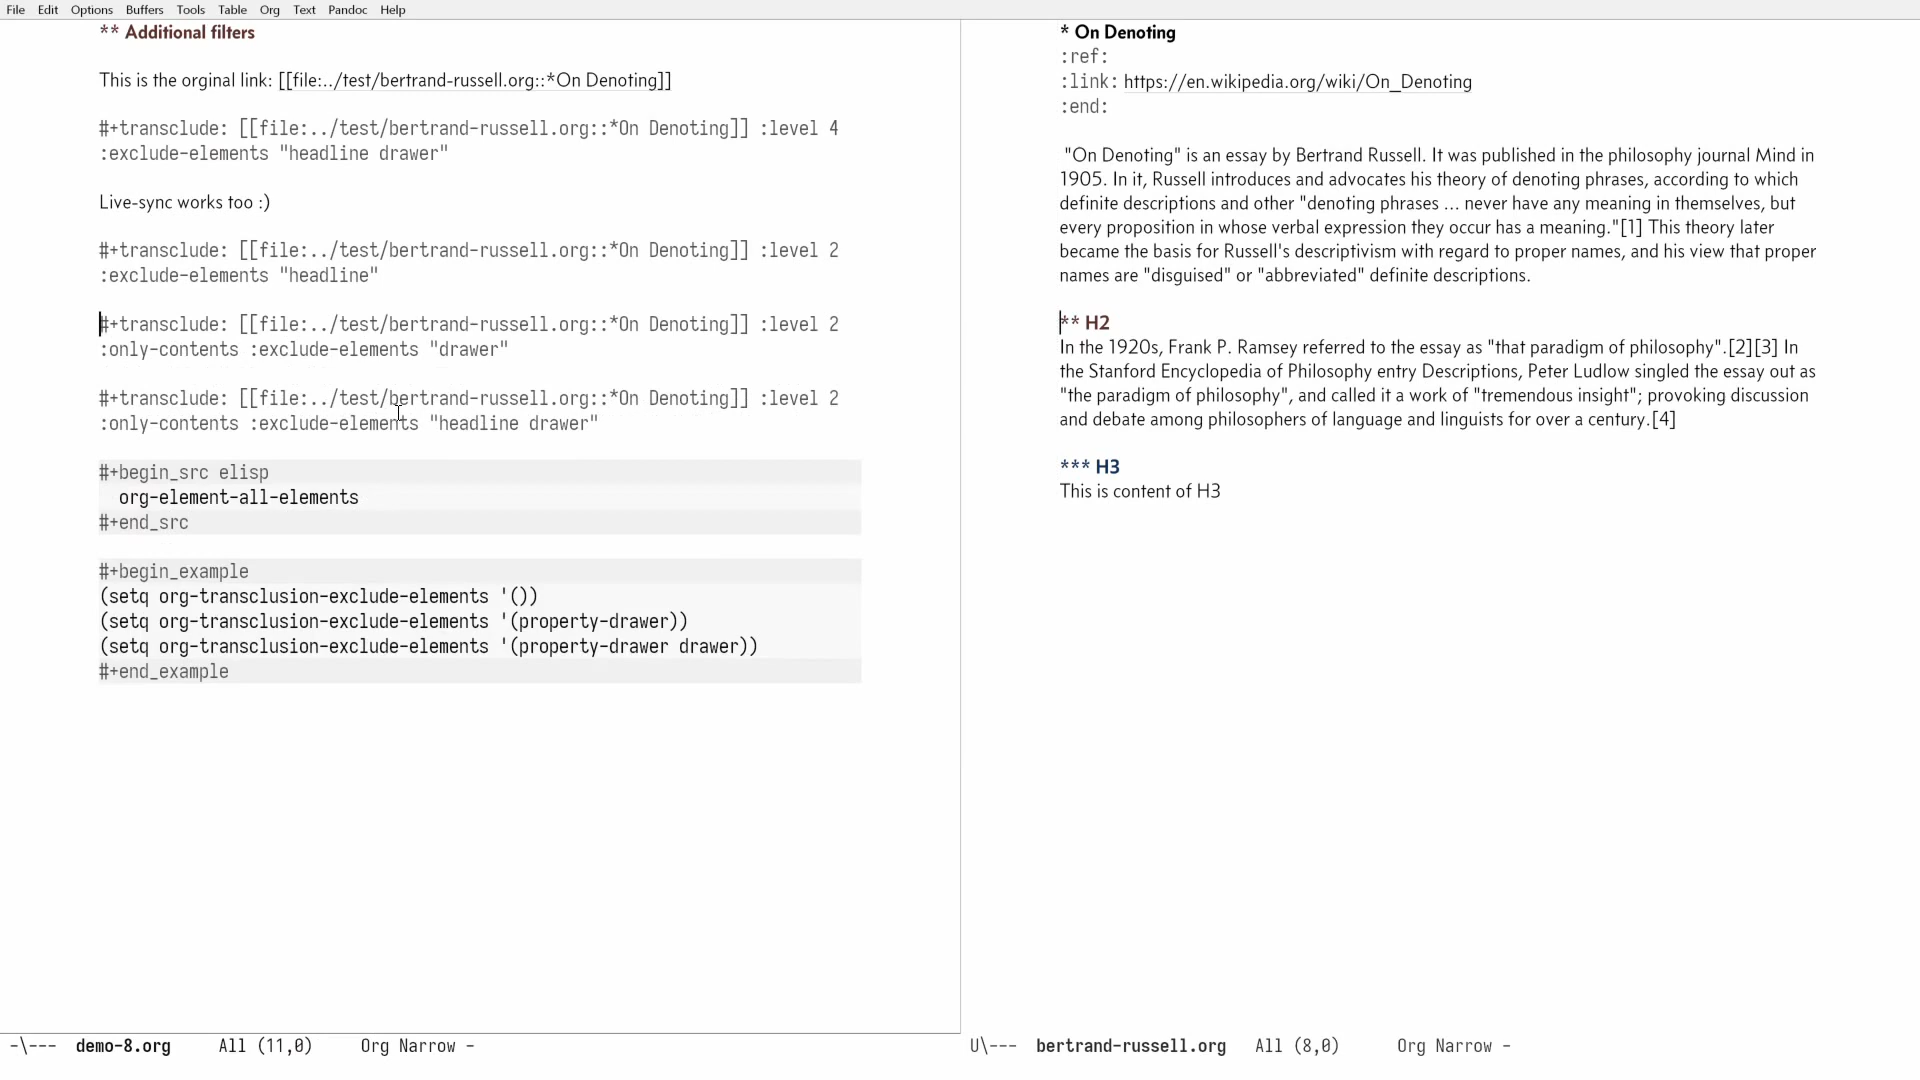 File Edit Options Buffers Tools Table Org Text Pandoc Help
** Additional filters
This is the orginal link: [[file:../test/bertrand-russell.org::*On Denoting]]
#+transclude: [[file:../test/bertrand-russell.org::*On Denoting]] :level 4
:exclude-elements "headline drawer"
Live-sync works too :)
#+transclude: [[file:../test/bertrand-russell.org::*On Denoting]] :level 2
:exclude-elements "headline"
#+transclude: [[file:../test/bertrand-russell.org::*On Denoting]] :level 2
:only-contents :exclude-elements "drawer"
#+transclude: [[file:../test/bertrand-russell.org::*On Denoting]] :level 2
:only-contents :exclude-elements "headline drawer"
#+begin_src elisp
org-element-all-elements
#+end_src
#+begin_example
(setq org-transclusion-exclude-elements '())
(setq org-transclusion-exclude-elements '(property-drawer))
(setq org-transclusion-exclude-elements '(property-drawer drawer))
#+end_example
-\--- demo-8.org All (11,0) Org Narrow -
* On Denoting
:ref:
:link: https://en.wikipedia.org/wiki/On_Denoting
:end:
"On Denoting" is an essay by Bertrand Russell. It was published in the philosophy journal Mind in
1905. In it, Russell introduces and advocates his theory of denoting phrases, according to which
definite descriptions and other "denoting phrases ... never have any meaning in themselves, but
every proposition in whose verbal expression they occur has a meaning."[1] This theory later
became the basis for Russell's descriptivism with regard to proper names, and his view that proper
names are "disguised" or "abbreviated" definite descriptions.
** H2
In the 1920s, Frank P. Ramsey referred to the essay as "that paradigm of philosophy".[2][3] In
the Stanford Encyclopedia of Philosophy entry Descriptions, Peter Ludlow singled the essay out as
"the paradigm of philosophy", and called it a work of "tremendous insight"; provoking discussion
and debate among philosophers of language and linguists for over a century.[4]
*** H3
This is content of H3
U\--- bertrand-russell.org All (8,0) Org Narrow -